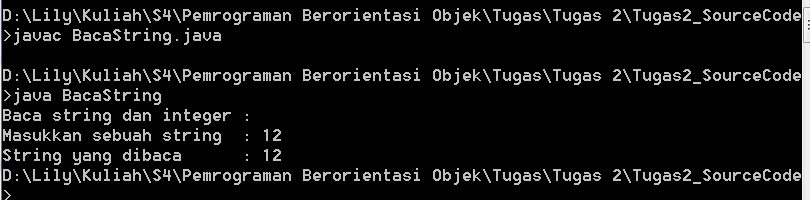 D:\Lily\Kuliah\S4\Pemrograman Berorientasi Objek\Tugas\Tugas 2\Tugas2_SourceCode
>javac BacaString.java
D:\Lily\Kuliah\S4\Pemrograman Berorientasi Objek\Tugas\Tugas 2\Tugas2_SourceCode
>java BacaString
Baca string dan integer :
Masukkan sebuah string  : 12
String yang dibaca      : 12
D:\Lily\Kuliah\S4\Pemrograman Berorientasi Objek\Tugas\Tugas 2\Tugas2_SourceCode
>